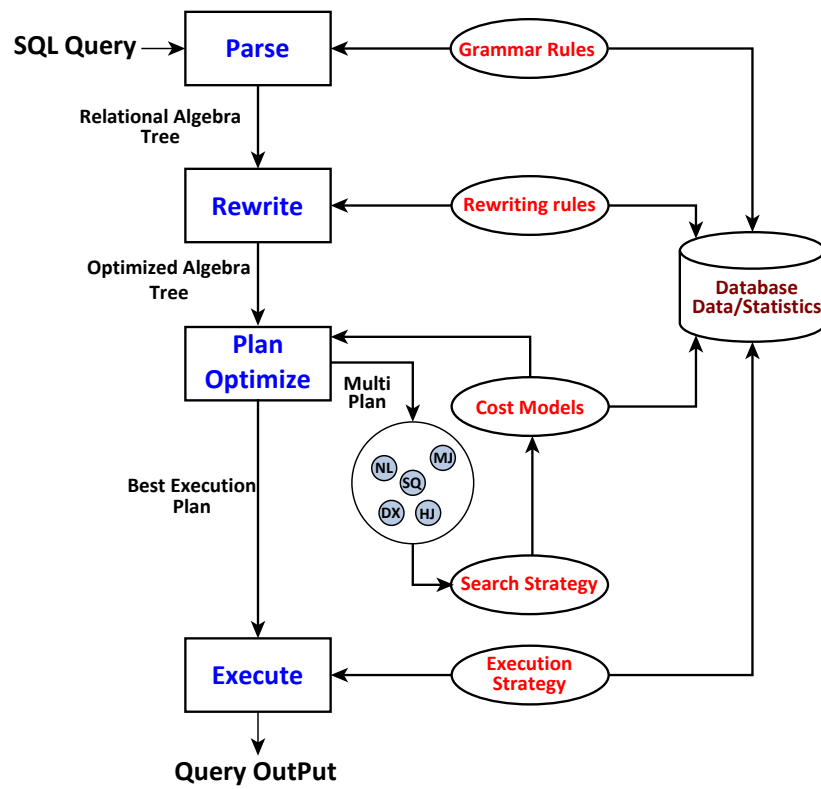 SQL Query
Parse
Grammar Rules
Relational Algebra
Tree
Rewrite
Rewriting rules
Optimized Algebra
Tree
Database
Data/Statistics
Plan
Optimize
Multi
Plan
Cost Models
NL
MJ
SQ
DX
HJ
Best Execution
Plan
Search Strategy
Execute
Execution
Strategy
Query OutPut